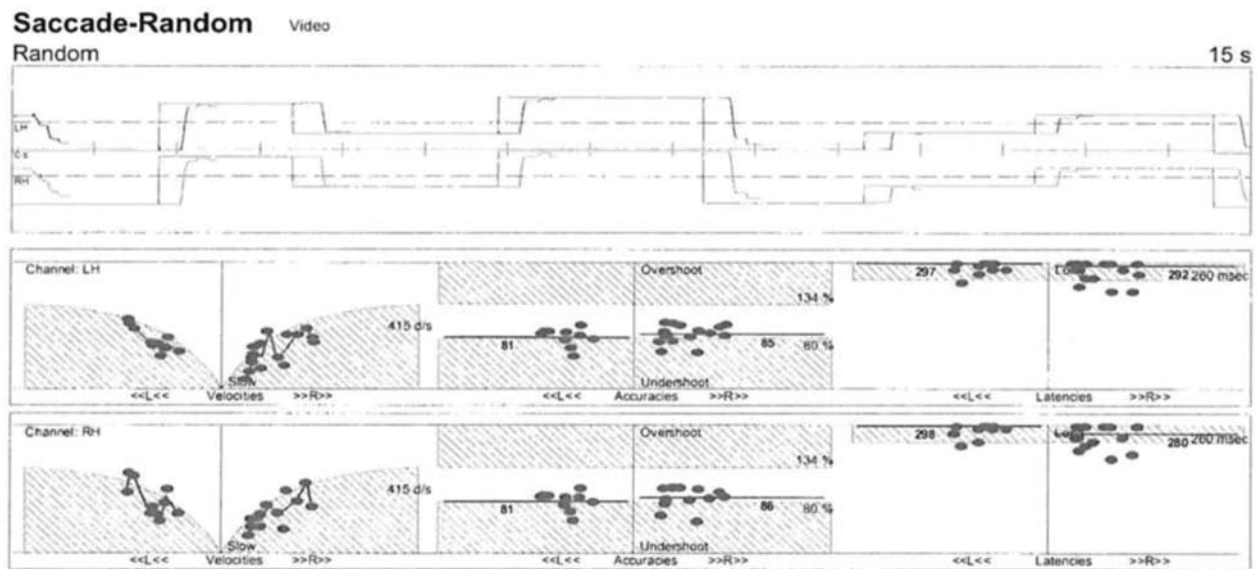 Saccade-Random Video
Random 15 s
LH
RH
Channel: LH
415 d/s
Slow
<<L<< Velocities >>R>>
Overshoot
134 %
81 85 80 %
Undershoot
<<L<< Accuracies >>R>>
297 292 260 msec
<<L<< Latencies >>R>>
Channel: RH
415 d/s
Slow
<<L<< Velocities >>R>>
Overshoot
134 %
81 86 80 %
Undershoot
<<L<< Accuracies >>R>>
298 280 260 msec
<<L<< Latencies >>R>>